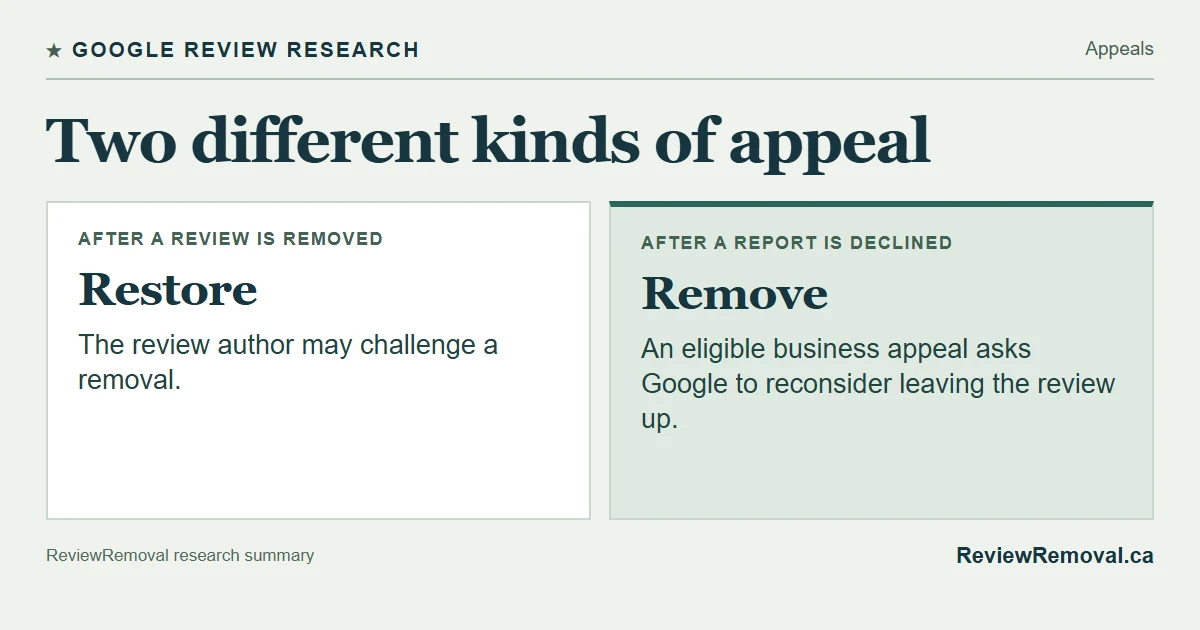 ★ GOOGLE REVIEW RESEARCH
Appeals
Two different kinds of appeal
AFTER A REVIEW IS REMOVED
Restore
The review author may challenge a
removal.
AFTER A REPORT IS DECLINED
Remove
An eligible business appeal asks
Google to reconsider leaving the review
up.
ReviewRemoval research summary
ReviewRemoval.ca